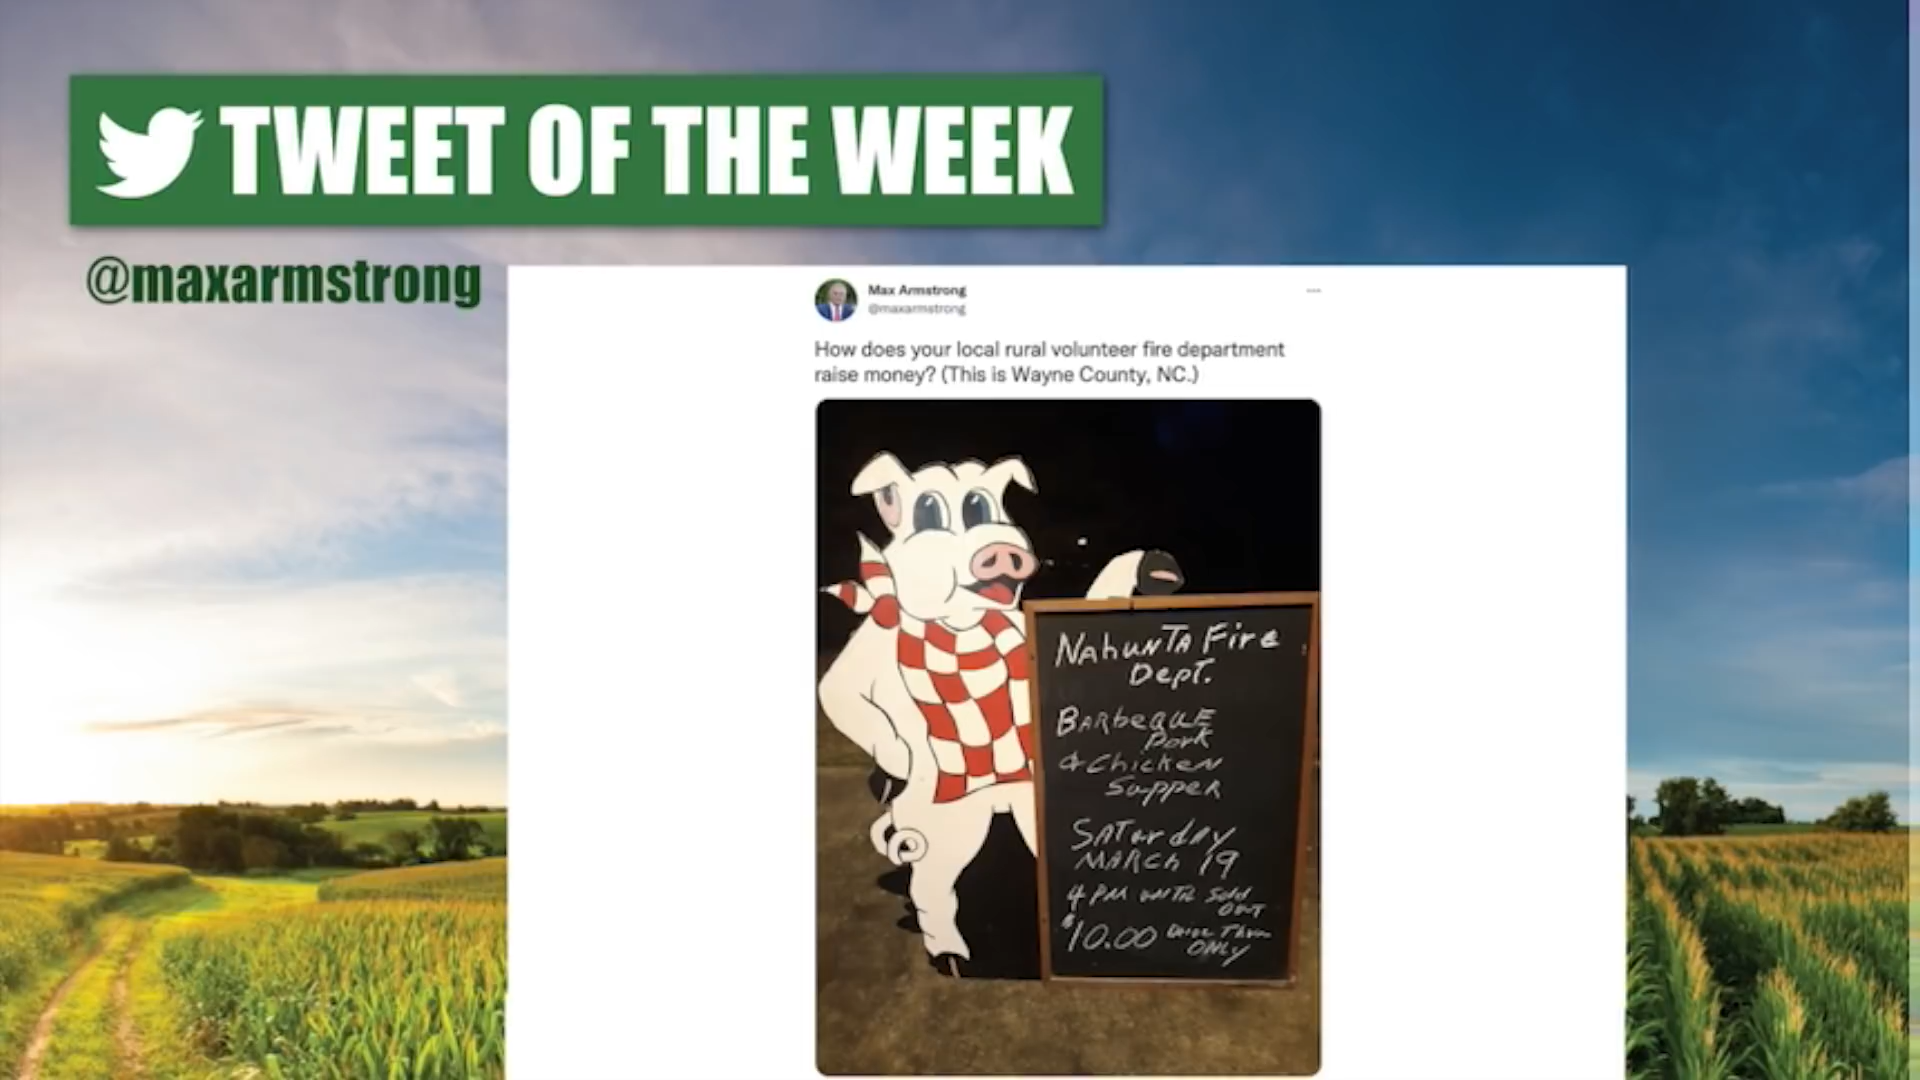 TWEET OF THE WEEK
@maxarmstrong
Max Armstrong
@maxarmstrong
How does your local rural volunteer fire department
raise money? (This is Wayne County, NC.)
NAhunTA Fire
Dept.
BARbeque
Pork
& Chicken
Supper
SATurdAy
MARCh 19
4 PM unTil Sold
OuT
$10.00 Drive Thru
ONLy